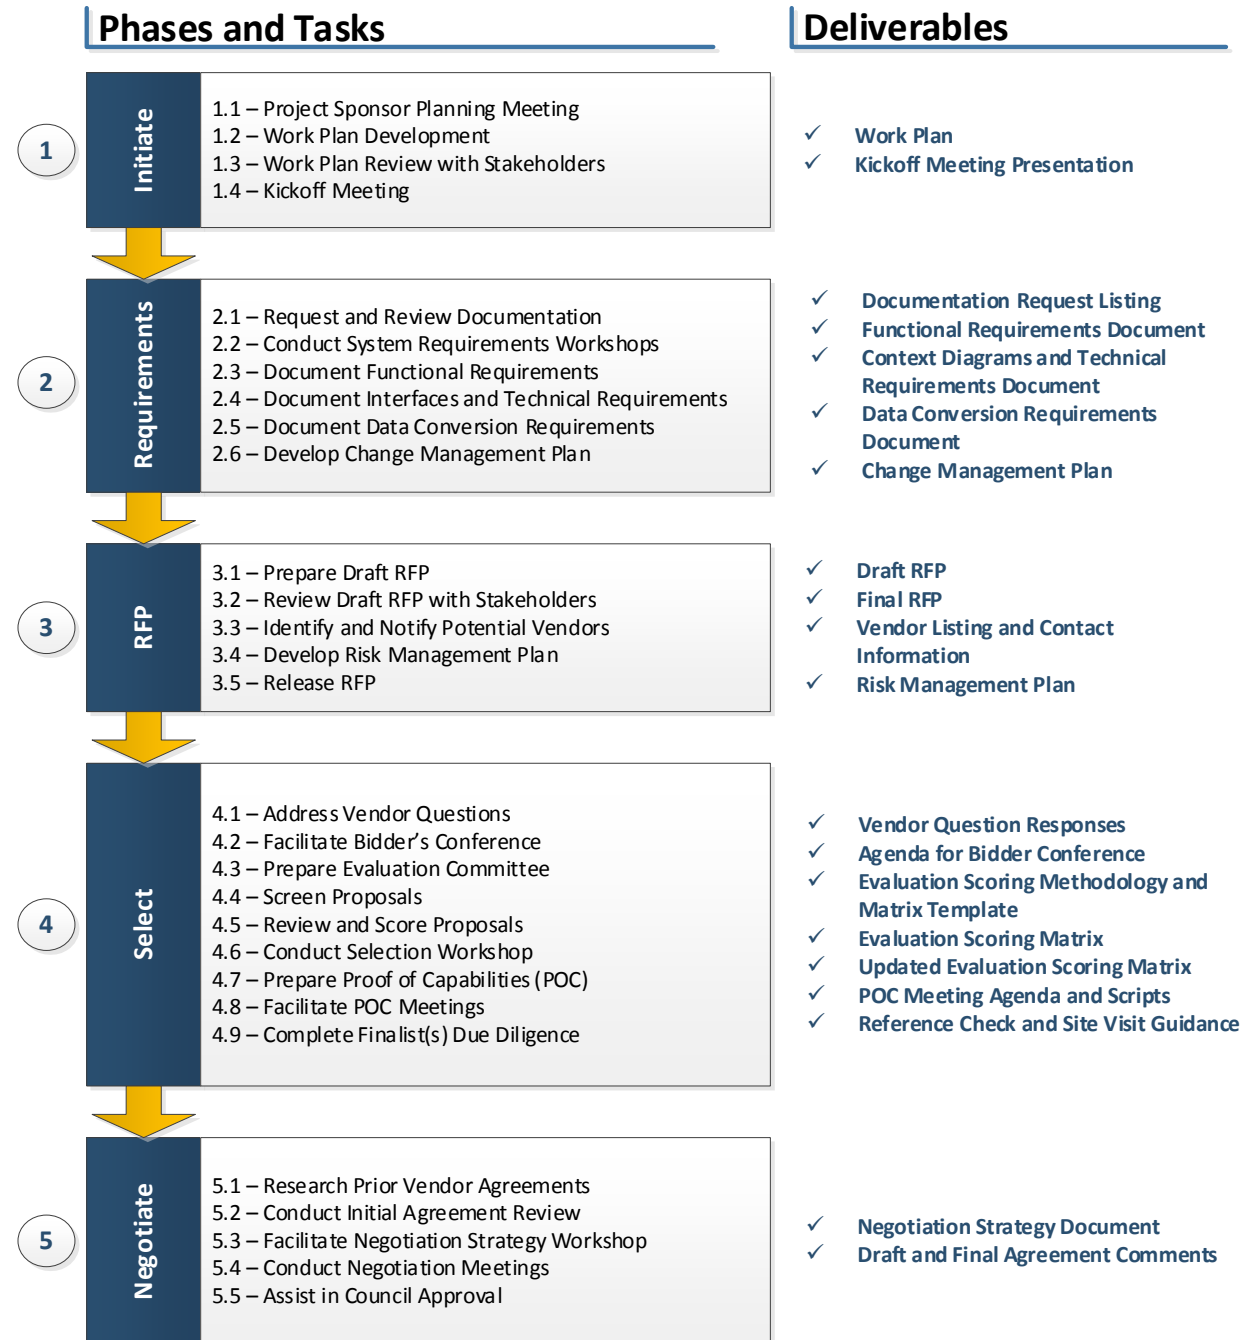 Phases and Tasks
Deliverables
1
Initiate
1.1 – Project Sponsor Planning Meeting
1.2 – Work Plan Development
1.3 – Work Plan Review with Stakeholders
1.4 – Kickoff Meeting
✓ Work Plan
✓ Kickoff Meeting Presentation
2
Requirements
2.1 – Request and Review Documentation
2.2 – Conduct System Requirements Workshops
2.3 – Document Functional Requirements
2.4 – Document Interfaces and Technical Requirements
2.5 – Document Data Conversion Requirements
2.6 – Develop Change Management Plan
✓ Documentation Request Listing
✓ Functional Requirements Document
✓ Context Diagrams and Technical
Requirements Document
✓ Data Conversion Requirements
Document
✓ Change Management Plan
3
RFP
3.1 – Prepare Draft RFP
3.2 – Review Draft RFP with Stakeholders
3.3 – Identify and Notify Potential Vendors
3.4 – Develop Risk Management Plan
3.5 – Release RFP
✓ Draft RFP
✓ Final RFP
✓ Vendor Listing and Contact
Information
✓ Risk Management Plan
4
Select
4.1 – Address Vendor Questions
4.2 – Facilitate Bidder’s Conference
4.3 – Prepare Evaluation Committee
4.4 – Screen Proposals
4.5 – Review and Score Proposals
4.6 – Conduct Selection Workshop
4.7 – Prepare Proof of Capabilities (POC)
4.8 – Facilitate POC Meetings
4.9 – Complete Finalist(s) Due Diligence
✓ Vendor Question Responses
✓ Agenda for Bidder Conference
✓ Evaluation Scoring Methodology and
Matrix Template
✓ Evaluation Scoring Matrix
✓ Updated Evaluation Scoring Matrix
✓ POC Meeting Agenda and Scripts
✓ Reference Check and Site Visit Guidance
5
Negotiate
5.1 – Research Prior Vendor Agreements
5.2 – Conduct Initial Agreement Review
5.3 – Facilitate Negotiation Strategy Workshop
5.4 – Conduct Negotiation Meetings
5.5 – Assist in Council Approval
✓ Negotiation Strategy Document
✓ Draft and Final Agreement Comments